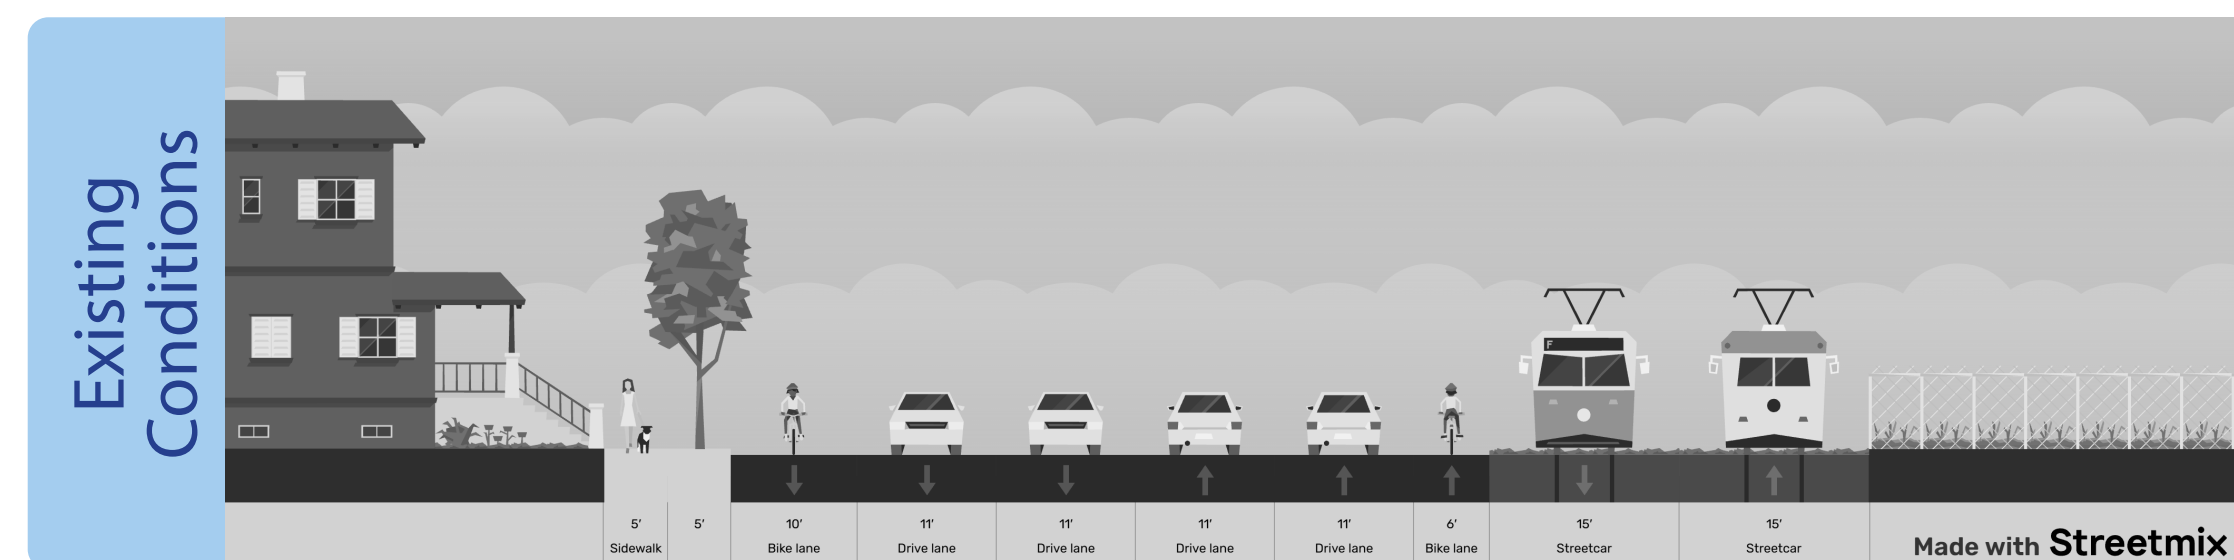 Existing
Conditions
F
5' 5' 10' 11' 11' 11' 11' 6' 15' 15'
Sidewalk Bike lane Drive lane Drive lane Drive lane Drive lane Bike lane Streetcar Streetcar
Made with Streetmix